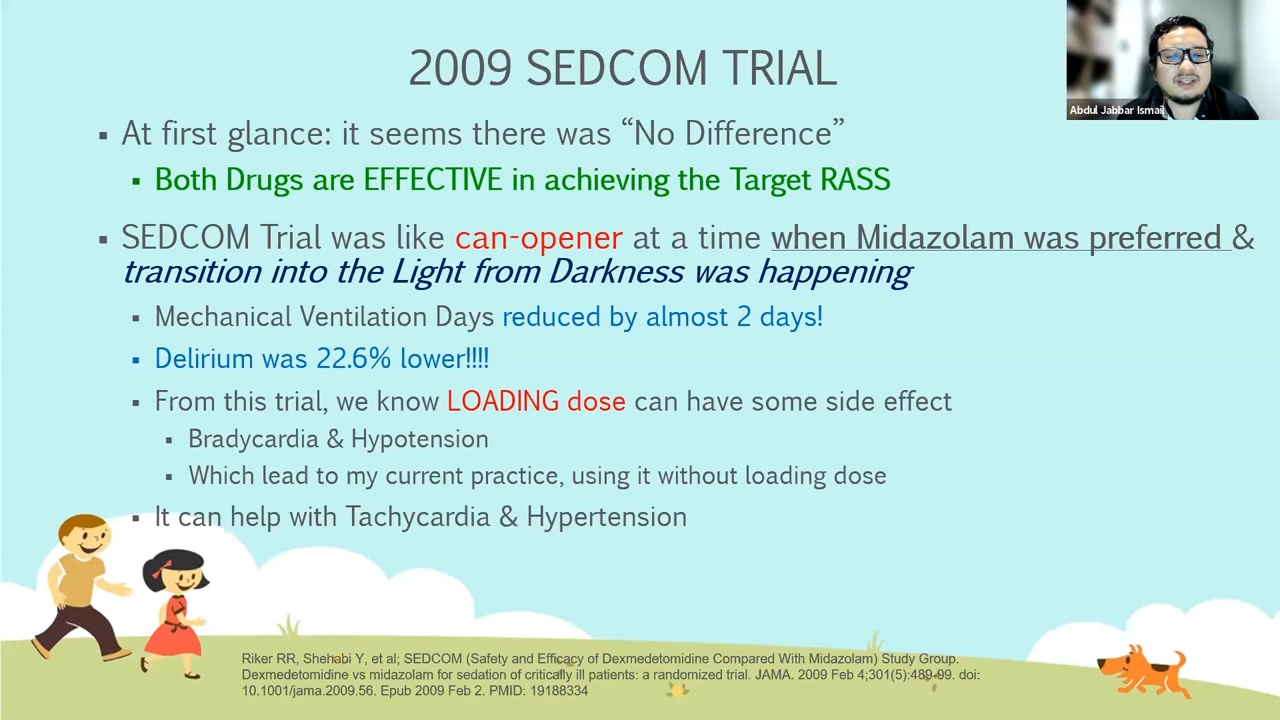 2009 SEDCOM TRIAL
Abdul Jabbar Ismail
▪ At first glance: it seems there was “No Difference”
▪ Both Drugs are EFFECTIVE in achieving the Target RASS
▪ SEDCOM Trial was like can-opener at a time when Midazolam was preferred &
transition into the Light from Darkness was happening
▪ Mechanical Ventilation Days reduced by almost 2 days!
▪ Delirium was 22.6% lower!!!!
▪ From this trial, we know LOADING dose can have some side effect
▪ Bradycardia & Hypotension
▪ Which lead to my current practice, using it without loading dose
▪ It can help with Tachycardia & Hypertension
Riker RR, Shehabi Y, et al; SEDCOM (Safety and Efficacy of Dexmedetomidine Compared With Midazolam) Study Group.
Dexmedetomidine vs midazolam for sedation of critically ill patients: a randomized trial. JAMA. 2009 Feb 4;301(5):489-99. doi:
10.1001/jama.2009.56. Epub 2009 Feb 2. PMID: 19188334